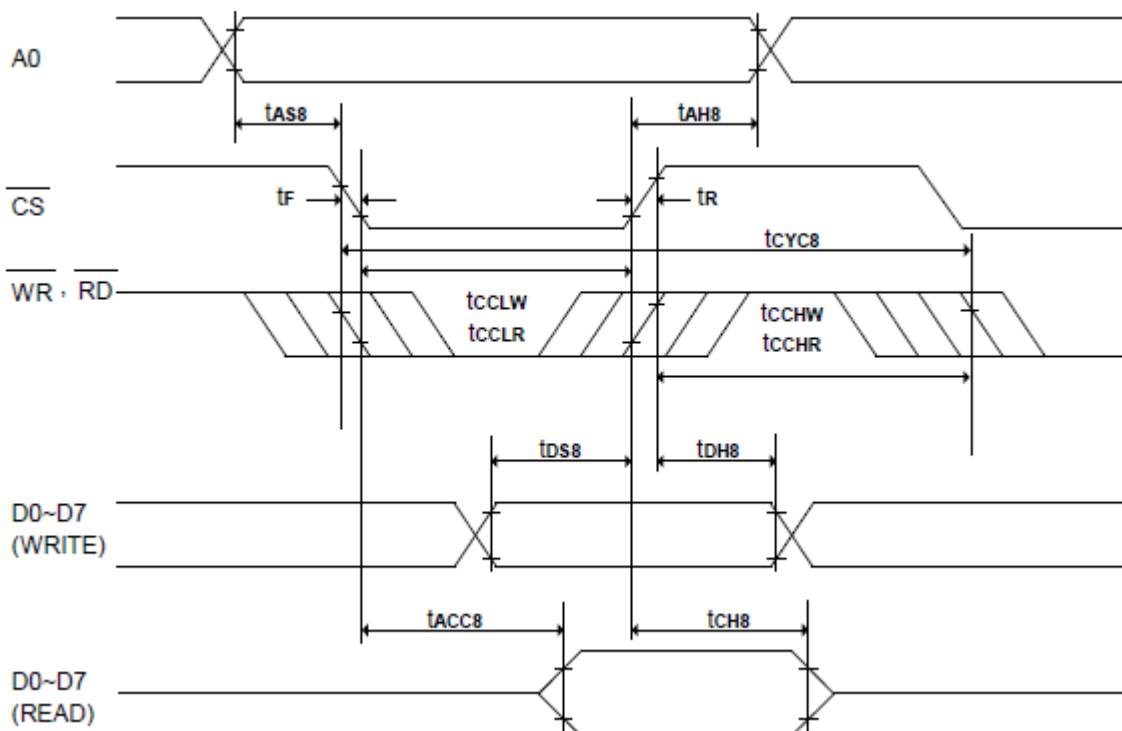 A0
tAS8
tAH8
CS
tF
tR
tCYC8
WR , RD
tCCLW
tCCLR
tCCHW
tCCHR
tDS8
tDH8
D0~D7
(WRITE)
tACC8
tCH8
D0~D7
(READ)